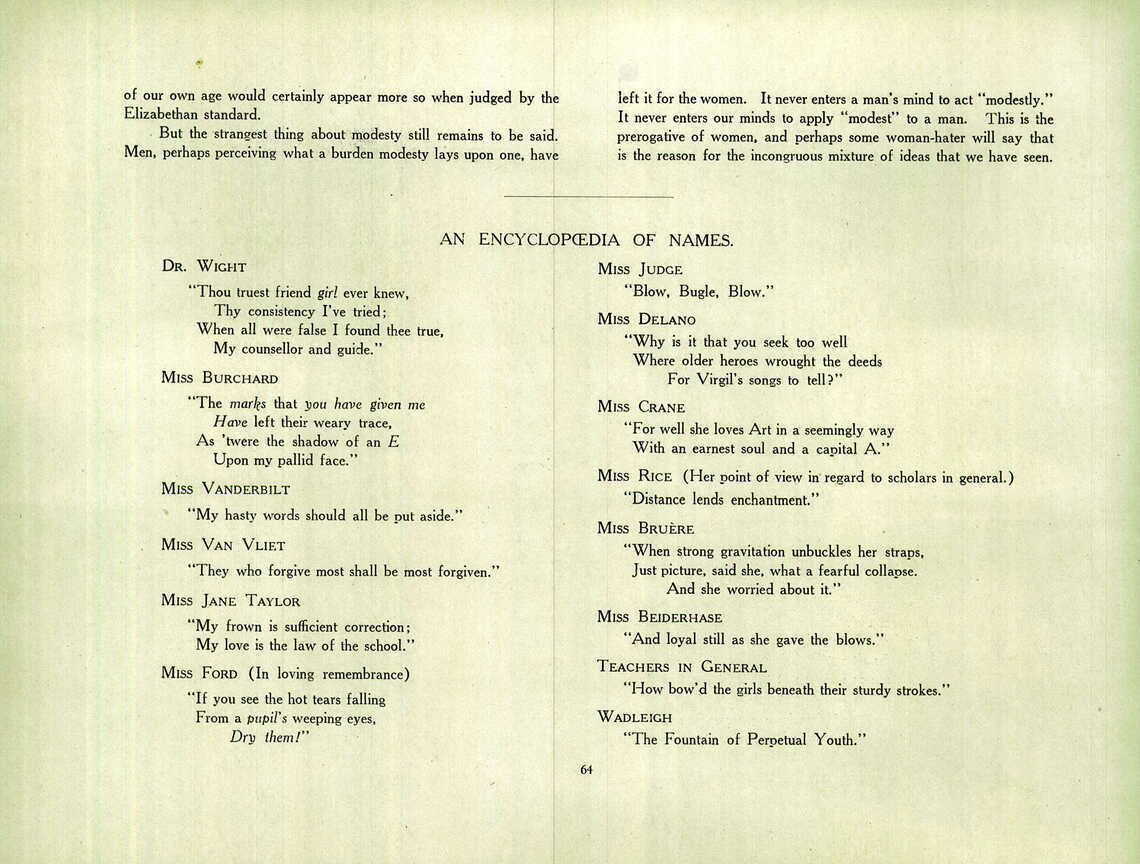 of our own age would certainly appear more so when judged by the
Elizabethan standard.
But the strangest thing about modesty still remains to be said.
Men, perhaps perceiving what a burden modesty lays upon one, have
left it for the women. It never enters a man's mind to act "modestly."
It never enters our minds to apply "modest" to a man. This is the
prerogative of women, and perhaps some woman-hater will say that
is the reason for the incongruous mixture of ideas that we have seen.
AN ENCYCLOPŒDIA OF NAMES.
DR. WIGHT
"Thou truest friend girl ever knew,
Thy consistency I've tried;
When all were false I found thee true,
My counsellor and guide."
MISS BURCHARD
"The marks that you have given me
Have left their weary trace,
As 'twere the shadow of an E
Upon my pallid face."
MISS VANDERBILT
"My hasty words should all be put aside."
MISS VAN VLIET
"They who forgive most shall be most forgiven."
MISS JANE TAYLOR
"My frown is sufficient correction;
My love is the law of the school."
MISS FORD (In loving remembrance)
"If you see the hot tears falling
From a pupil's weeping eyes,
Dry them!"
MISS JUDGE
"Blow, Bugle, Blow."
MISS DELANO
"Why is it that you seek too well
Where older heroes wrought the deeds
For Virgil's songs to tell?"
MISS CRANE
"For well she loves Art in a seemingly way
With an earnest soul and a capital A."
MISS RICE (Her point of view in regard to scholars in general.)
"Distance lends enchantment."
MISS BRUÈRE
"When strong gravitation unbuckles her straps,
Just picture, said she, what a fearful collapse.
And she worried about it."
MISS BEIDERHASE
"And loyal still as she gave the blows."
TEACHERS IN GENERAL
"How bow'd the girls beneath their sturdy strokes."
WADLEIGH
"The Fountain of Perpetual Youth."
64